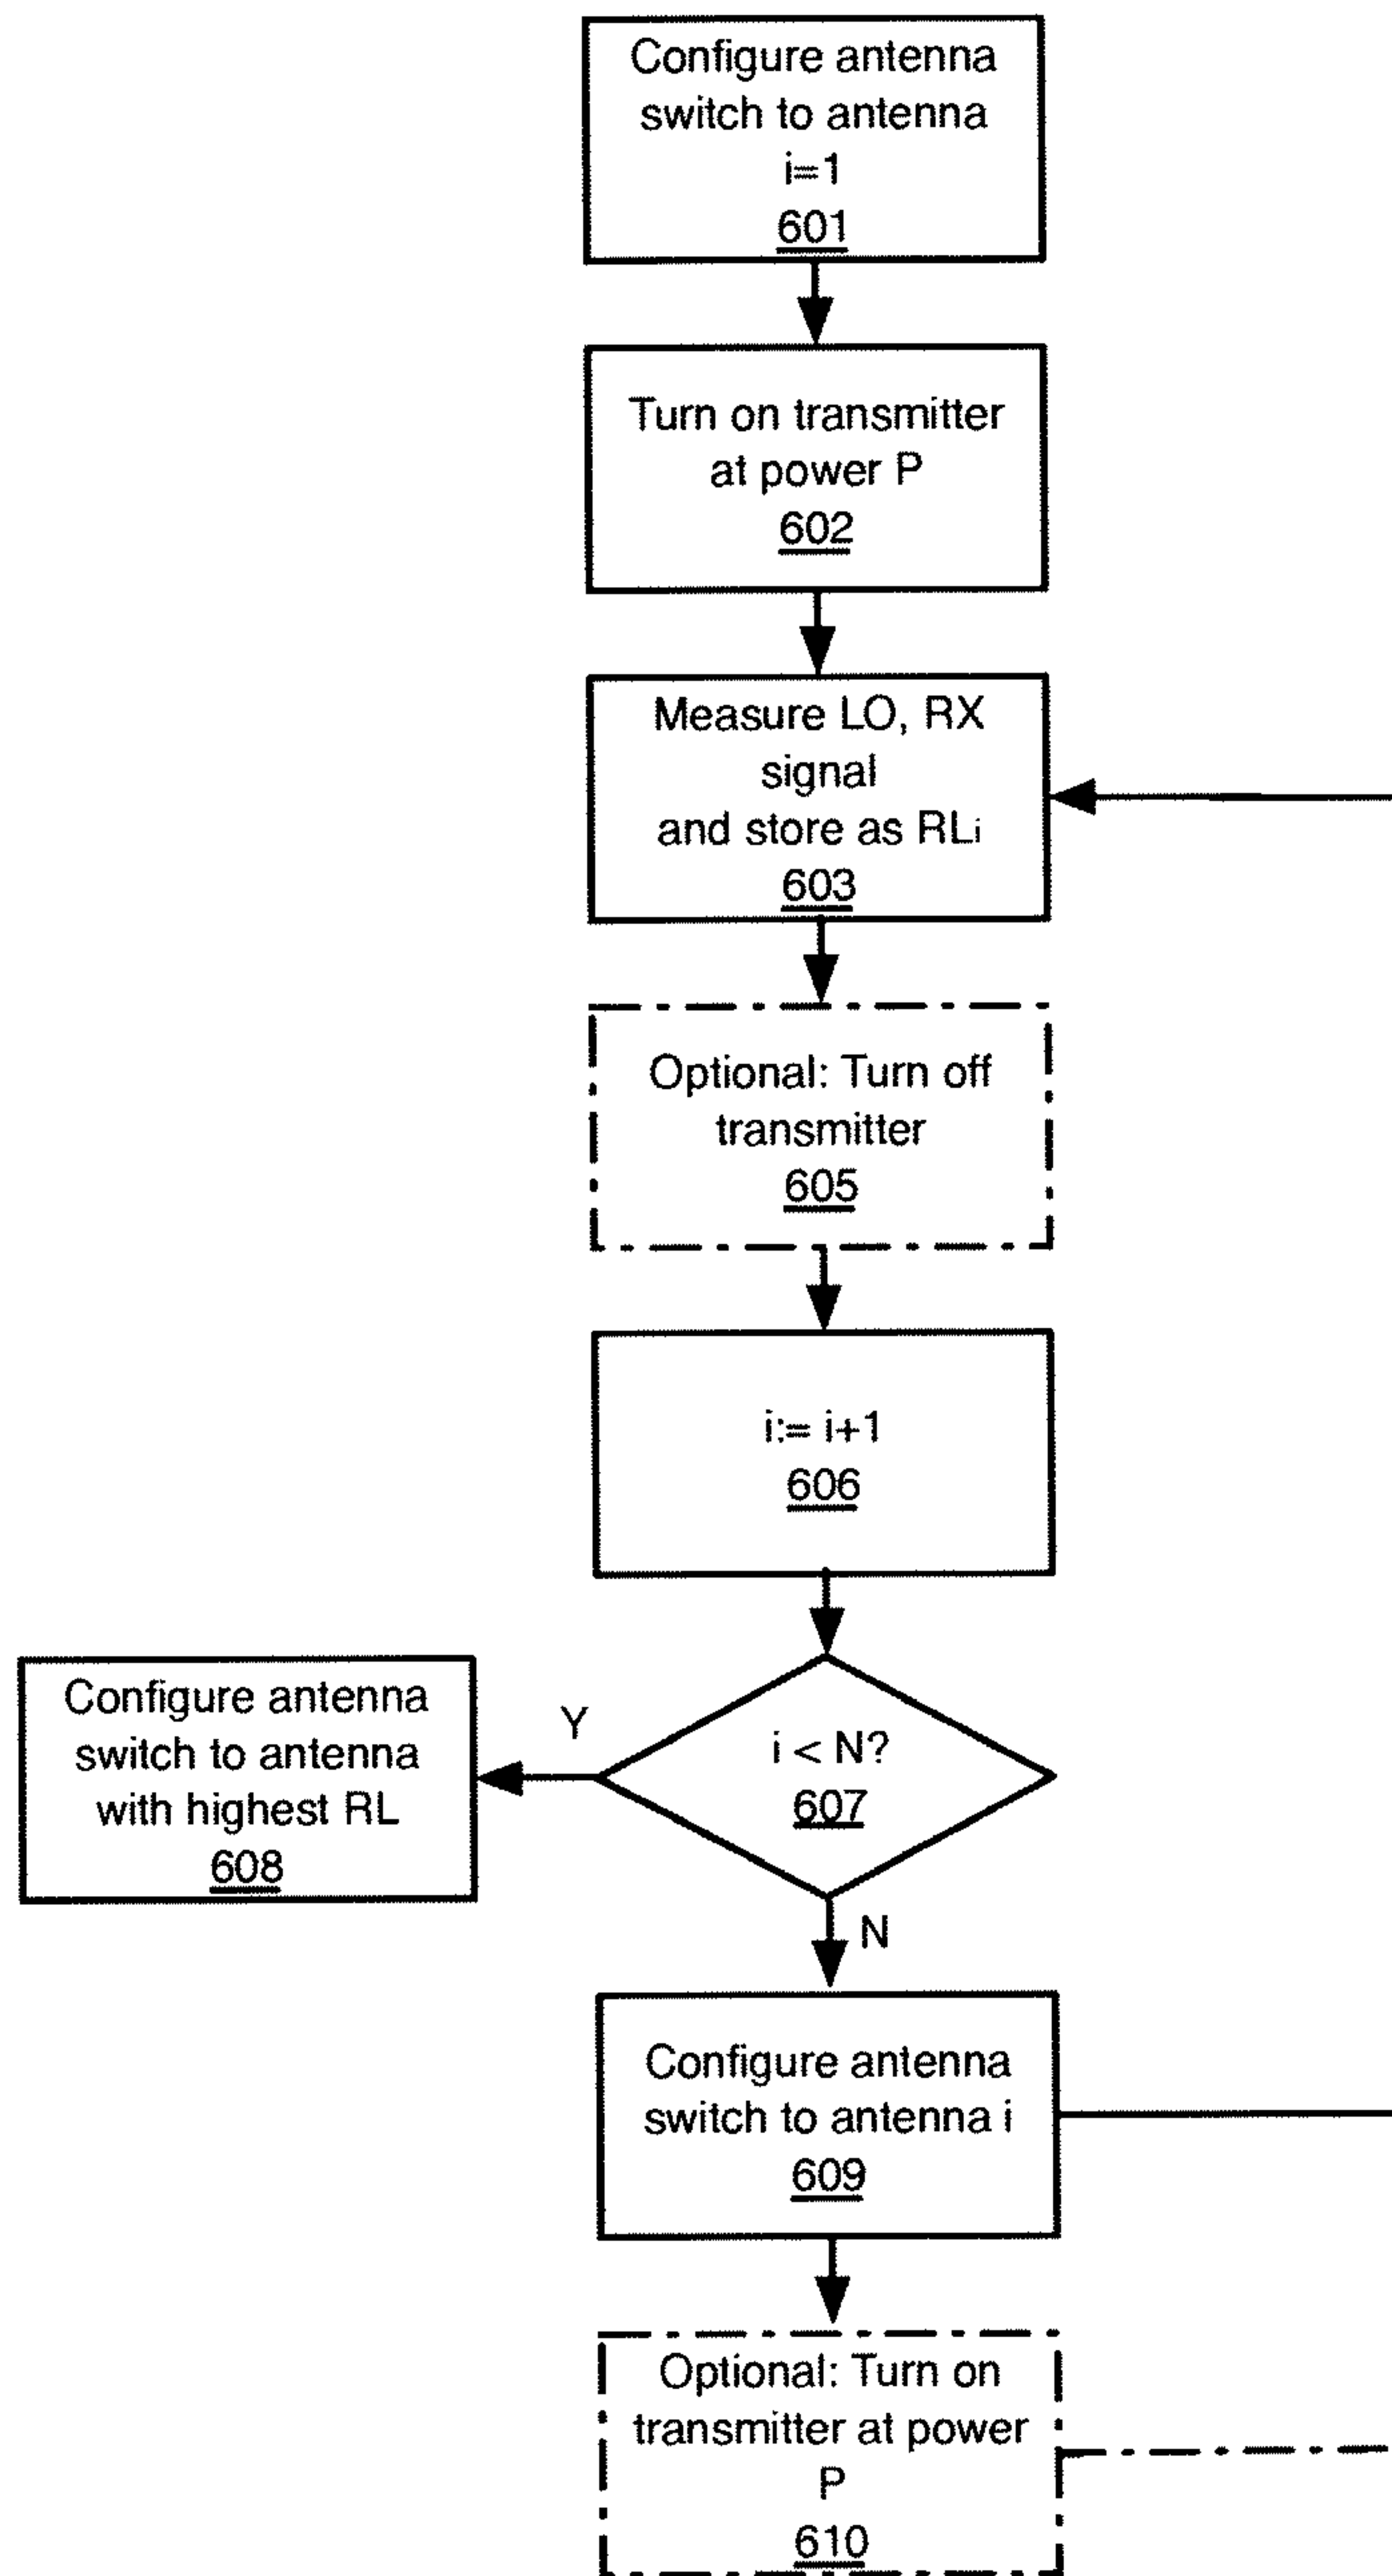 Configure antenna
switch to antenna
i=1
601
Turn on transmitter
at power P
602
Measure LO, RX
signal
and store as RLi
603
Optional: Turn off
transmitter
605
i:= i+1
606
i < N?
607
Y
Configure antenna
switch to antenna
with highest RL
608
N
Configure antenna
switch to antenna i
609
Optional: Turn on
transmitter at power
P
610